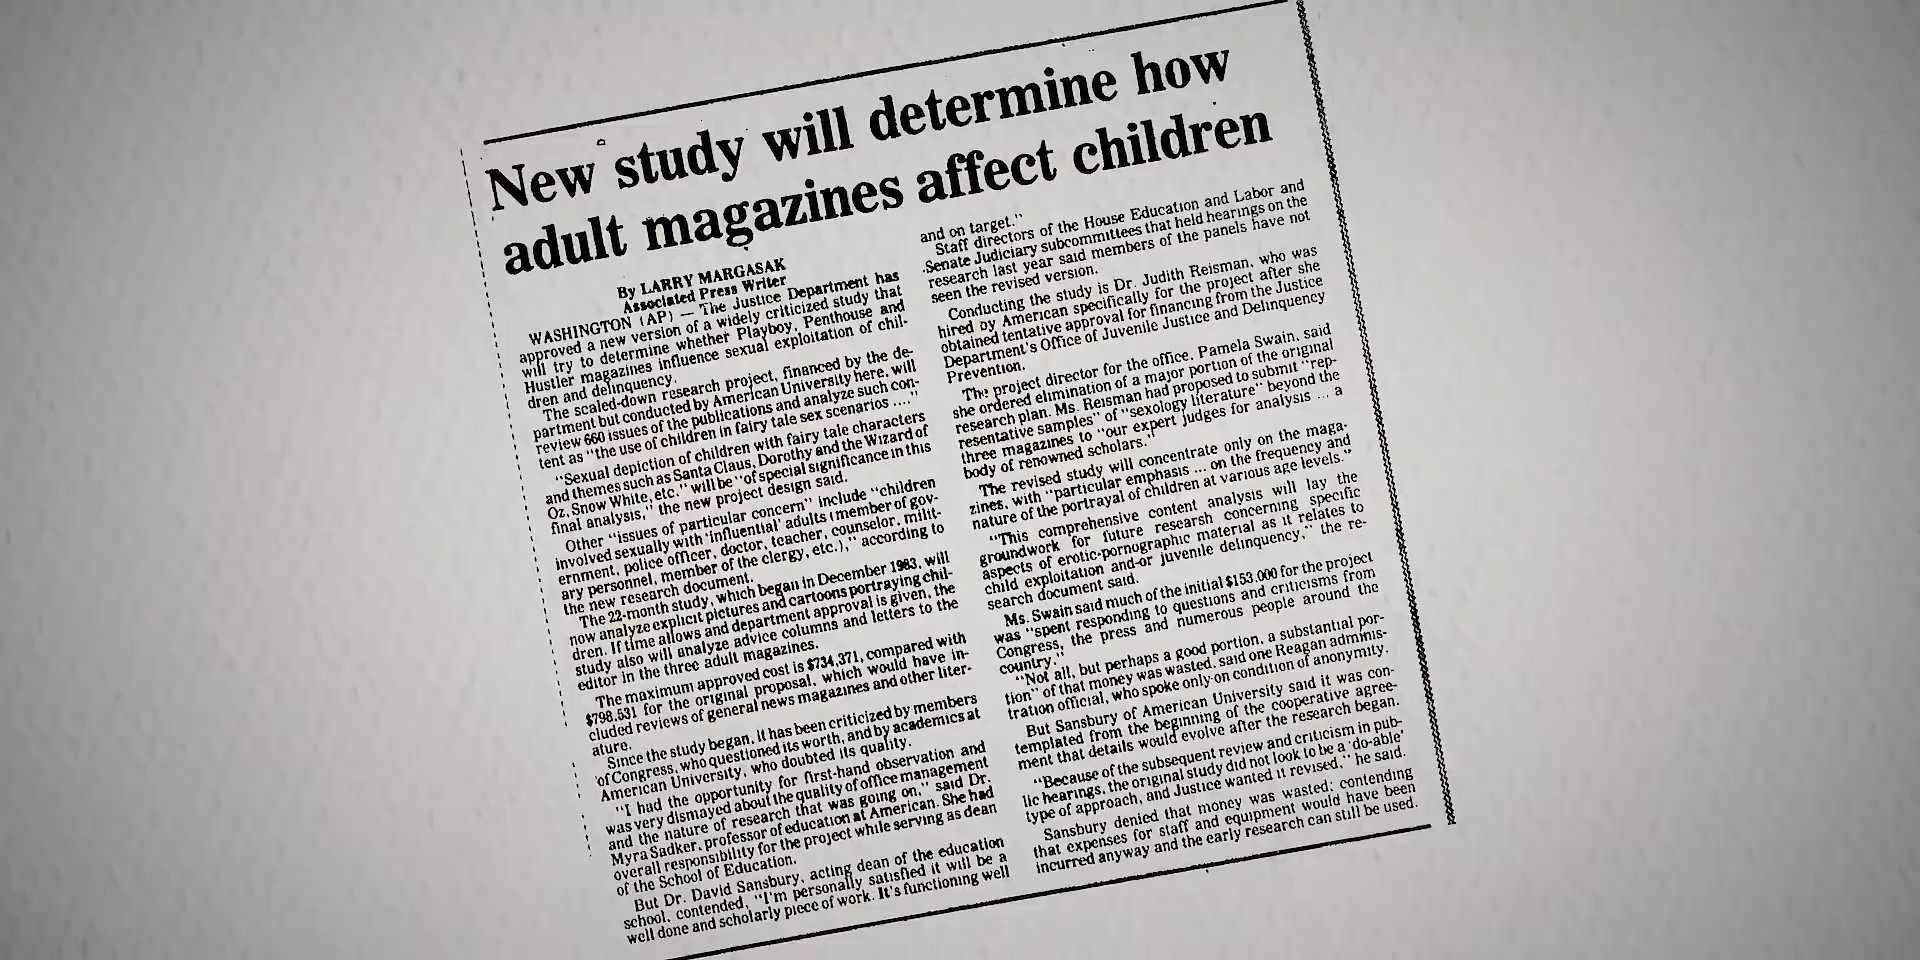 New study will determine how
adult magazines affect children
By LARRY MARGASAK
Associated Press Writer
WASHINGTON (AP) — The Justice Department has
approved a new version of a widely criticized study that
will try to determine whether Playboy, Penthouse and
Hustler magazines influence sexual exploitation of chil-
dren and delinquency.
The scaled-down research project, financed by the de-
partment but conducted by American University here, will
review 660 issues of the publications and analyze such con-
tent as "the use of children in fairy tale sex scenarios ...."
"Sexual depiction of children with fairy tale characters
and themes such as Santa Claus, Dorothy and the Wizard of
Oz, Snow White, etc." will be "of special significance in this
final analysis," the new project design said.
Other "issues of particular concern" include "children
involved sexually with 'influential' adults (member of gov-
ernment, police officer, doctor, teacher, counselor, milit-
ary personnel, member of the clergy, etc.)," according to
the new research document.
The 22-month study, which began in December 1983, will
now analyze explicit pictures and cartoons portraying chil-
dren. If time allows and department approval is given, the
study also will analyze advice columns and letters to the
editor in the three adult magazines.
The maximum approved cost is $734,371, compared with
$798,531 for the original proposal, which would have in-
cluded reviews of general news magazines and other liter-
ature.
Since the study began, it has been criticized by members
of Congress, who questioned its worth, and by academics at
American University, who doubted its quality.
"I had the opportunity for first-hand observation and
was very dismayed about the quality of office management
and the nature of research that was going on," said Dr.
Myra Sadker, professor of education at American. She had
overall responsibility for the project while serving as dean
of the School of Education.
But Dr. David Sansbury, acting dean of the education
school, contended, "I'm personally satisfied it will be a
well done and scholarly piece of work. It's functioning well
and on target."
Staff directors of the House Education and Labor and
Senate Judiciary subcommittees that held hearings on the
research last year said members of the panels have not
seen the revised version.
Conducting the study is Dr. Judith Reisman, who was
hired by American specifically for the project after she
obtained tentative approval for financing from the Justice
Department's Office of Juvenile Justice and Delinquency
Prevention.
The project director for the office, Pamela Swain, said
she ordered elimination of a major portion of the original
research plan. Ms. Reisman had proposed to submit "rep-
resentative samples" of "sexology literature" beyond the
three magazines to "our expert judges for analysis ... a
body of renowned scholars."
The revised study will concentrate only on the maga-
zines, with "particular emphasis ... on the frequency and
nature of the portrayal of children at various age levels."
"This comprehensive content analysis will lay the
groundwork for future researsh concerning specific
aspects of erotic-pornographic material as it relates to
child exploitation and-or juvenile delinquency," the re-
search document said.
Ms. Swain said much of the initial $153,000 for the project
was "spent responding to questions and criticisms from
Congress, the press and numerous people around the
country."
"Not all, but perhaps a good portion, a substantial por-
tion" of that money was wasted, said one Reagan adminis-
tration official, who spoke only on condition of anonymity.
But Sansbury of American University said it was con-
templated from the beginning of the cooperative agree-
ment that details would evolve after the research began.
"Because of the subsequent review and criticism in pub-
lic hearings, the original study did not look to be a 'do-able'
type of approach, and Justice wanted it revised," he said.
Sansbury denied that money was wasted; contending
that expenses for staff and equipment would have been
incurred anyway and the early research can still be used.